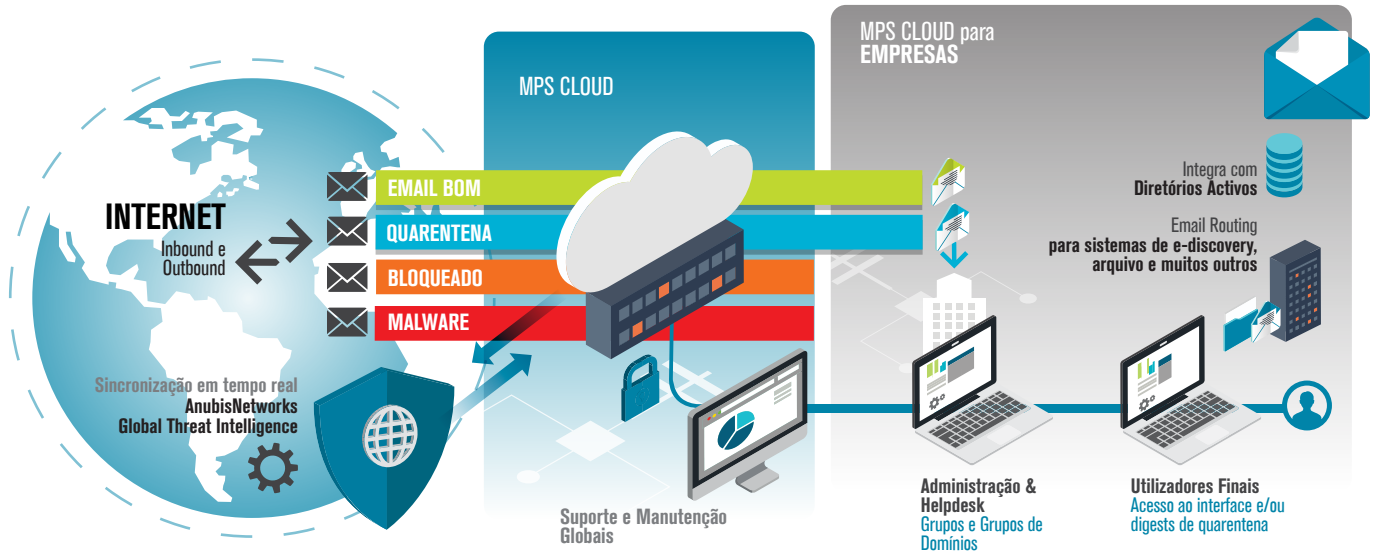 INTERNET
Inbound e
Outbound
EMAIL BOM
QUARENTENA
BLOQUEADO
MALWARE
Sincronização em tempo real
AnubisNetworks
Global Threat Intelligence
MPS CLOUD
Suporte e Manutenção
Globais
MPS CLOUD para
EMPRESAS
Integra com
Diretórios Activos
Email Routing
para sistemas de e-discovery,
arquivo e muitos outros
Administração &
Helpdesk
Grupos e Grupos de
Domínios
Utilizadores Finais
Acesso ao interface e/ou
digests de quarentena